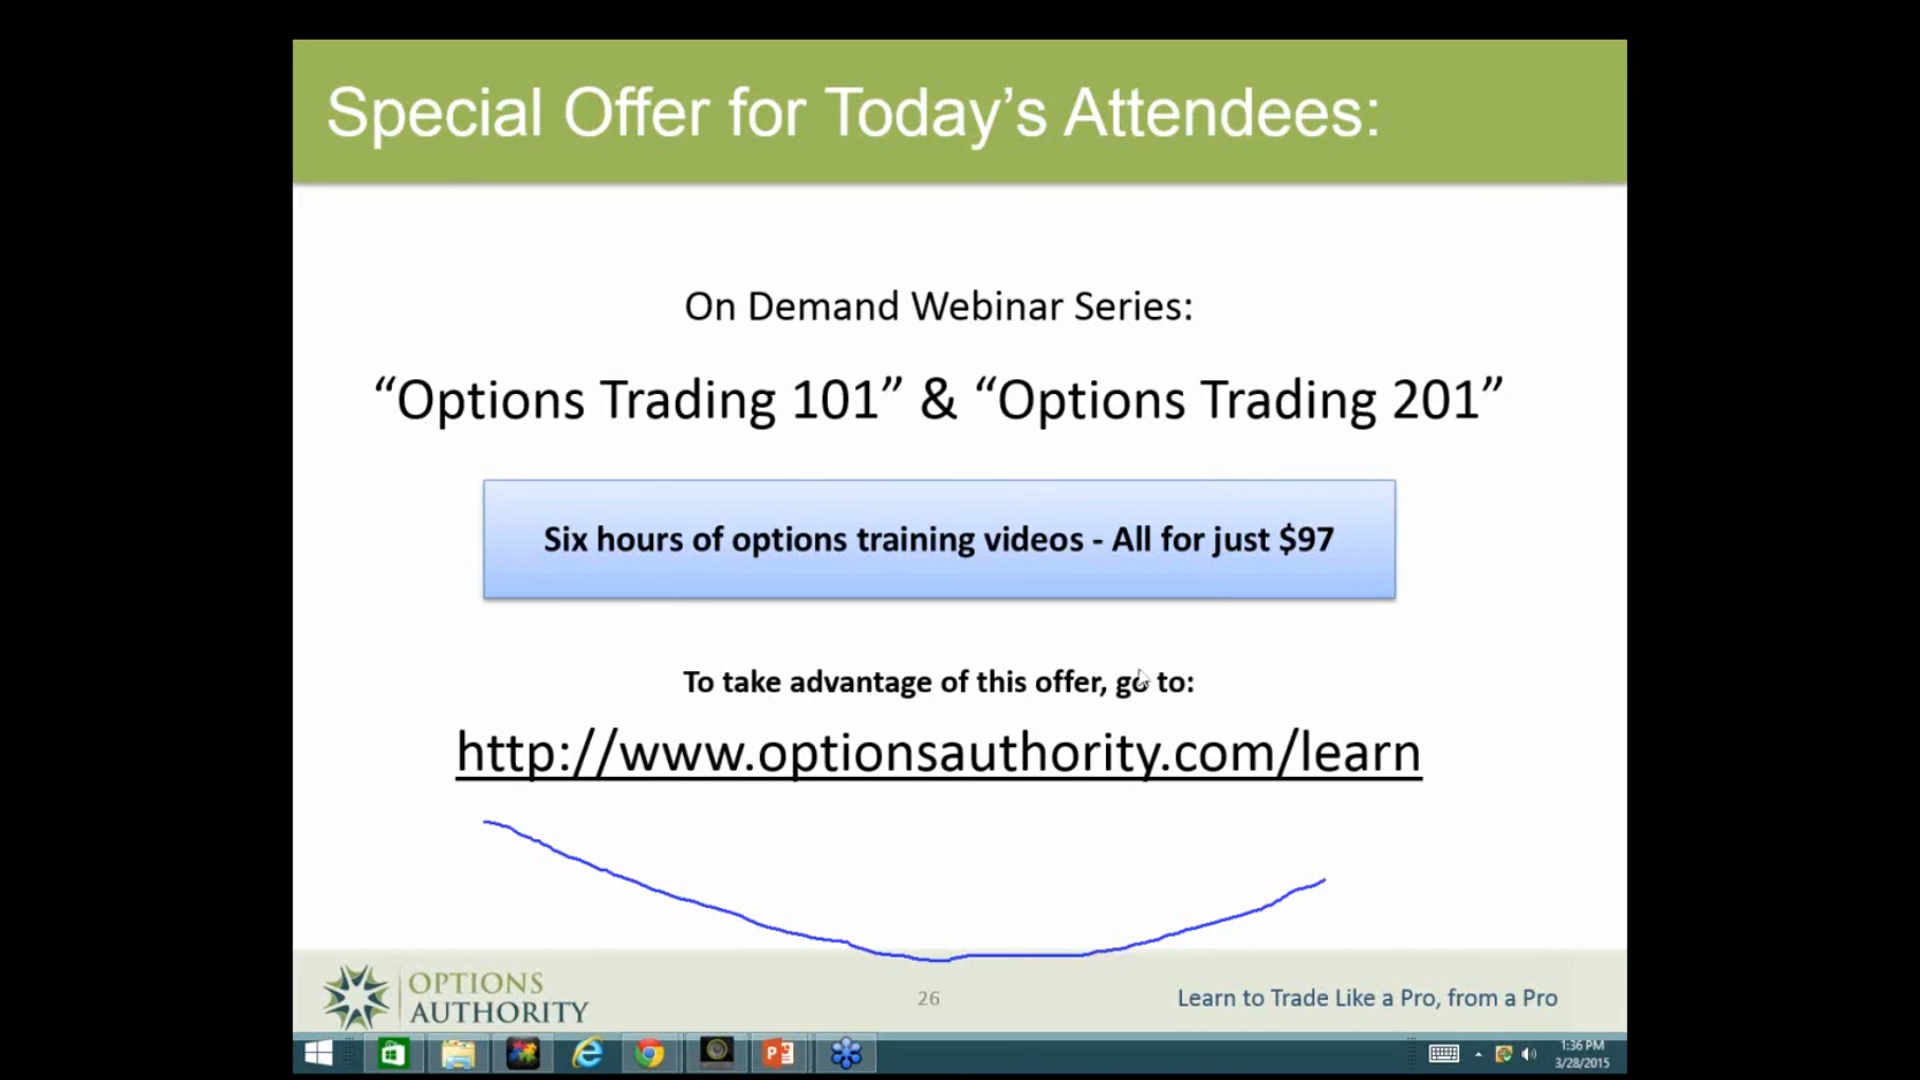 Special Offer for Today’s Attendees:
On Demand Webinar Series:
“Options Trading 101” & “Options Trading 201”
Six hours of options training videos - All for just $97
To take advantage of this offer, go to:
http://www.optionsauthority.com/learn
OPTIONS
AUTHORITY
26
Learn to Trade Like a Pro, from a Pro
1:36 PM
3/28/2015